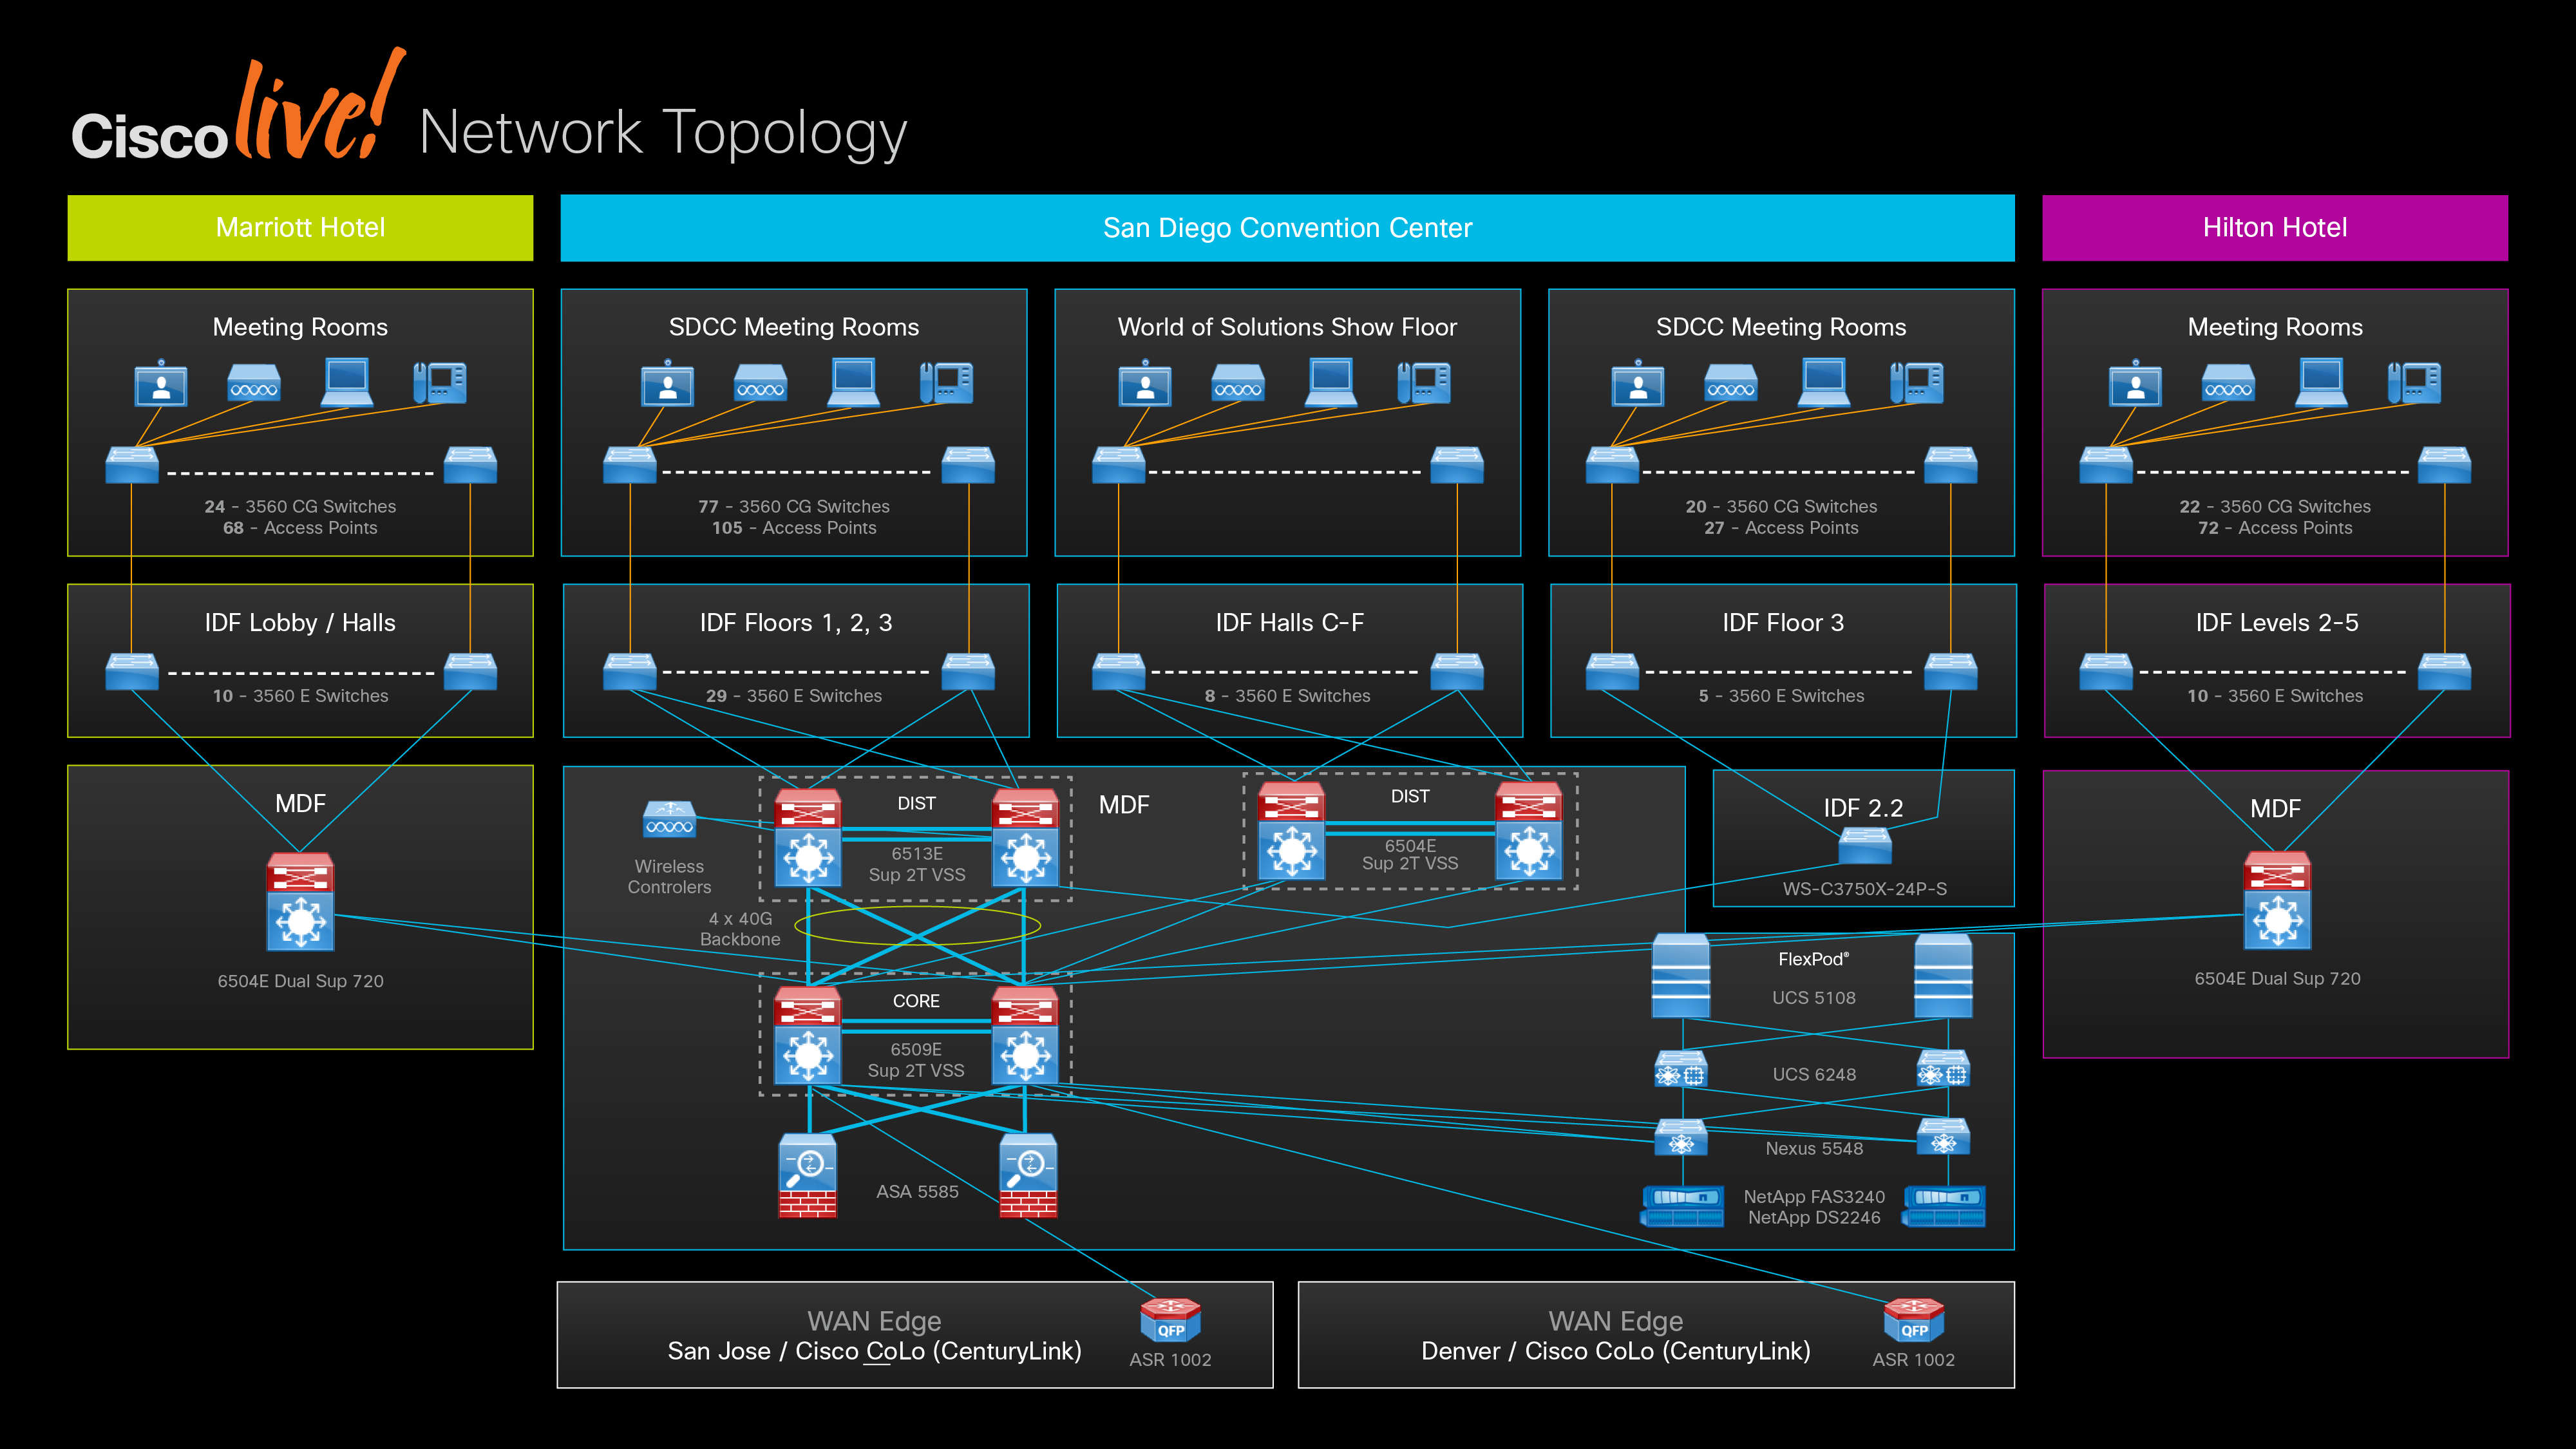 Cisco live! Network Topology
Marriott Hotel
San Diego Convention Center
Hilton Hotel
Meeting Rooms
24 - 3560 CG Switches
68 - Access Points
SDCC Meeting Rooms
77 - 3560 CG Switches
105 - Access Points
World of Solutions Show Floor
SDCC Meeting Rooms
20 - 3560 CG Switches
27 - Access Points
Meeting Rooms
22 - 3560 CG Switches
72 - Access Points
IDF Lobby / Halls
10 - 3560 E Switches
IDF Floors 1, 2, 3
29 - 3560 E Switches
IDF Halls C-F
8 - 3560 E Switches
IDF Floor 3
5 - 3560 E Switches
IDF Levels 2-5
10 - 3560 E Switches
MDF
6504E Dual Sup 720
MDF
Wireless
Controlers
DIST
6513E
Sup 2T VSS
DIST
6504E
Sup 2T VSS
4 x 40G
Backbone
CORE
6509E
Sup 2T VSS
ASA 5585
IDF 2.2
WS-C3750X-24P-S
FlexPod®
UCS 5108
UCS 6248
Nexus 5548
NetApp FAS3240
NetApp DS2246
MDF
6504E Dual Sup 720
WAN Edge
San Jose / Cisco CoLo (CenturyLink)
QFP
ASR 1002
WAN Edge
Denver / Cisco CoLo (CenturyLink)
QFP
ASR 1002